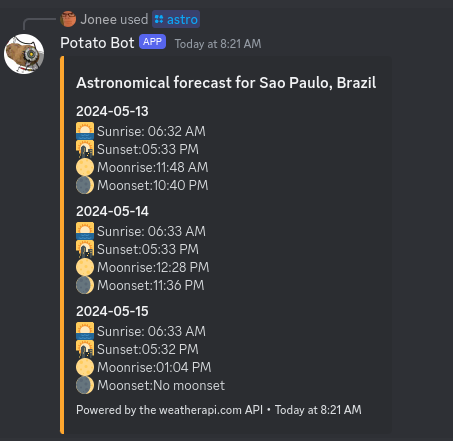 Jonee used astro
Potato Bot APP Today at 8:21 AM
Astronomical forecast for Sao Paulo, Brazil
2024-05-13
Sunrise: 06:32 AM
Sunset:05:33 PM
Moonrise:11:48 AM
Moonset:10:40 PM
2024-05-14
Sunrise: 06:33 AM
Sunset:05:33 PM
Moonrise:12:28 PM
Moonset:11:36 PM
2024-05-15
Sunrise: 06:33 AM
Sunset:05:32 PM
Moonrise:01:04 PM
Moonset:No moonset
Powered by the weatherapi.com API • Today at 8:21 AM